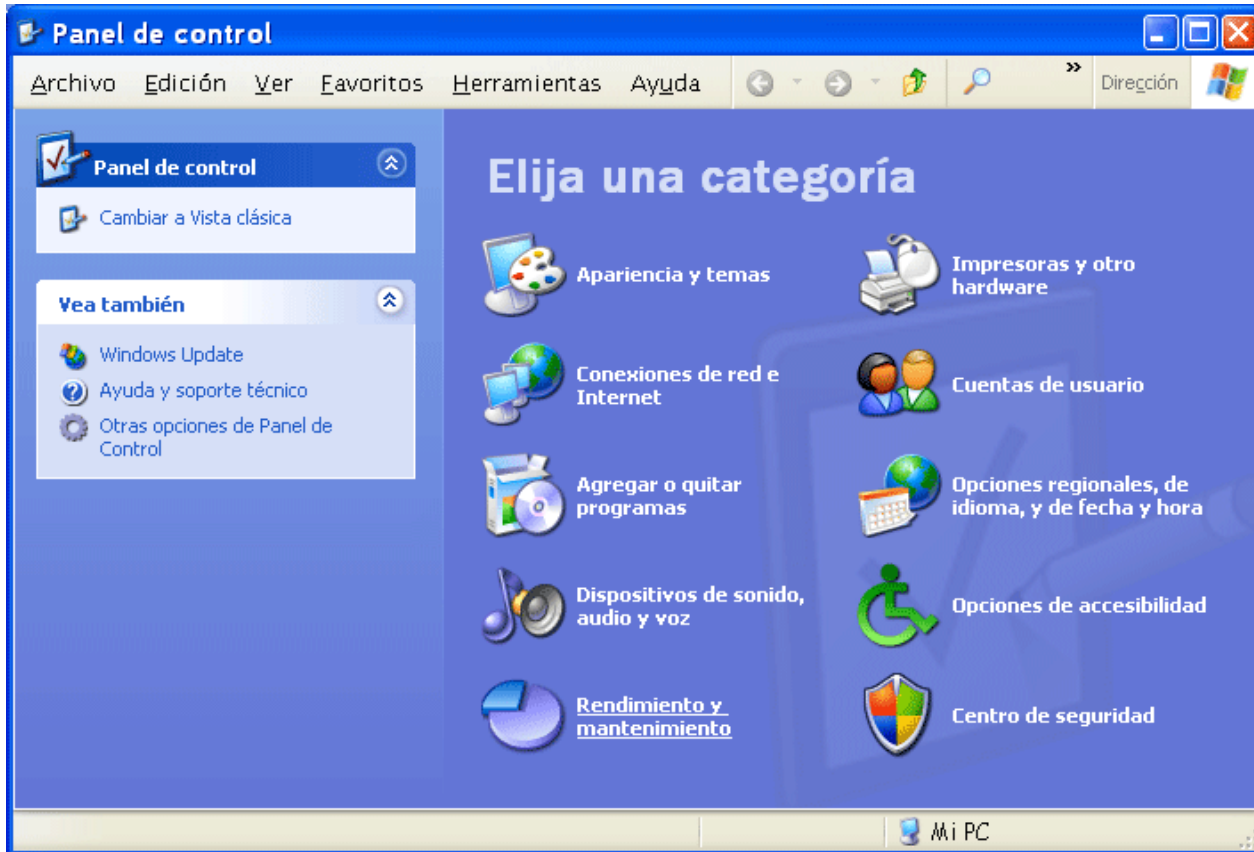 Panel de control
Archivo Edición Ver Favoritos Herramientas Ayuda » Dirección
Panel de control
Cambiar a Vista clásica
Vea también
Windows Update
Ayuda y soporte técnico
Otras opciones de Panel de
Control
Elija una categoría
Apariencia y temas
Impresoras y otro
hardware
Conexiones de red e
Internet
Cuentas de usuario
Agregar o quitar
programas
Opciones regionales, de
idioma, y de fecha y hora
Dispositivos de sonido,
audio y voz
Opciones de accesibilidad
Rendimiento y
mantenimiento
Centro de seguridad
Mi PC